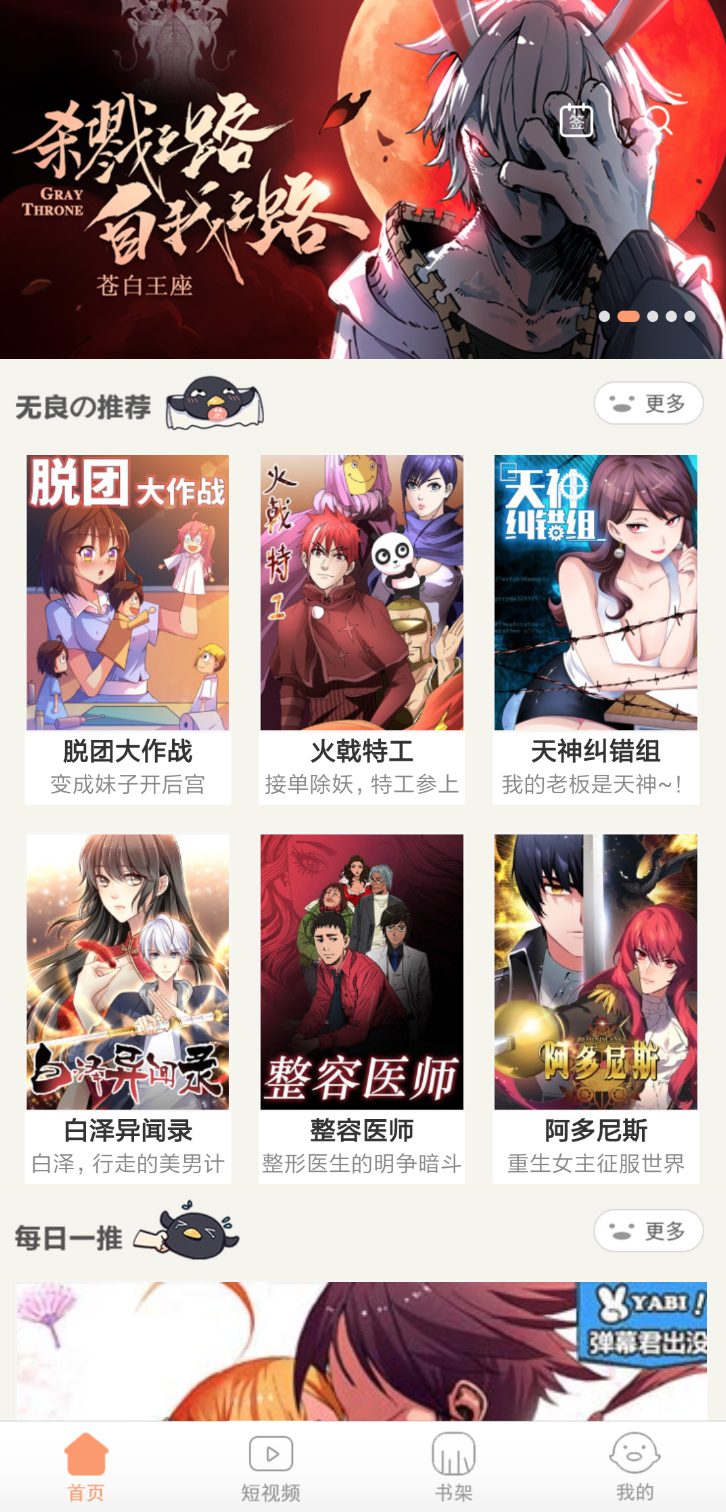 杀戮之路
签
GRAY
THRONE
自我之路
苍白王座
无良の推荐
更多
脱团大作战
火戟特工
天神
纠错组
脱团大作战
火戟特工
天神纠错组
变成妹子开后宫
接单除妖,特工参上
我的老板是天神~!
白泽异闻录
整容医师
REMINISCENCE
阿多尼斯
白泽异闻录
整容医师
阿多尼斯
白泽,行走的美男计
整形医生的明争暗斗
重生女主征服世界
每日一推
更多
YABI!
弹幕君出没
首页
短视频
书架
我的